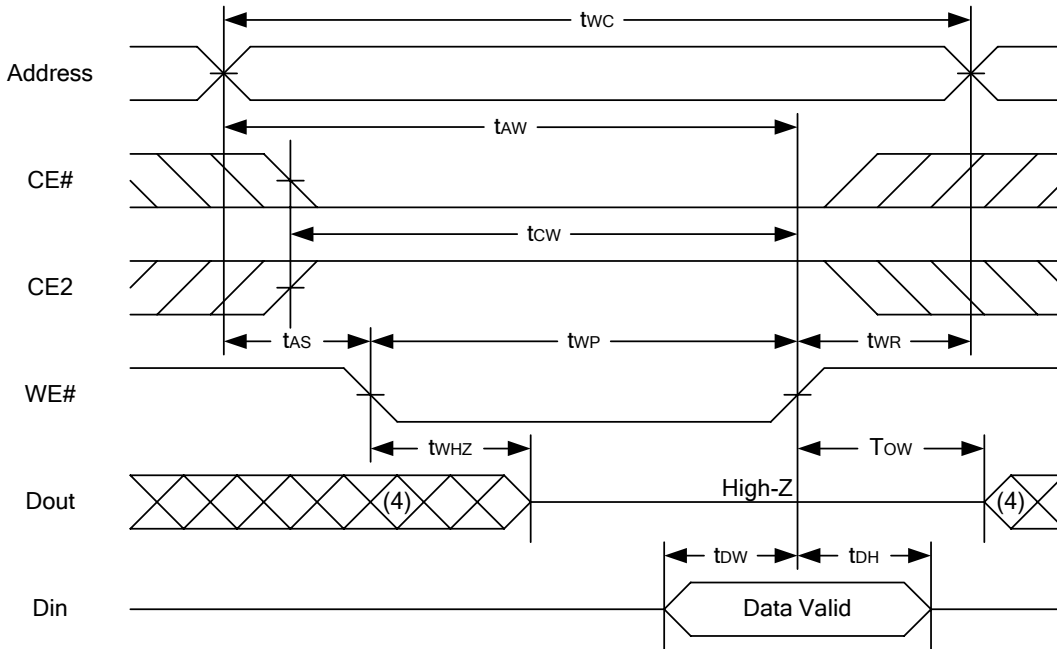 tWC
Address
tAW
CE#
tCW
CE2
tAS tWP tWR
WE#
tWHZ TOW
High-Z
Dout (4) (4)
tDW tDH
Din Data Valid